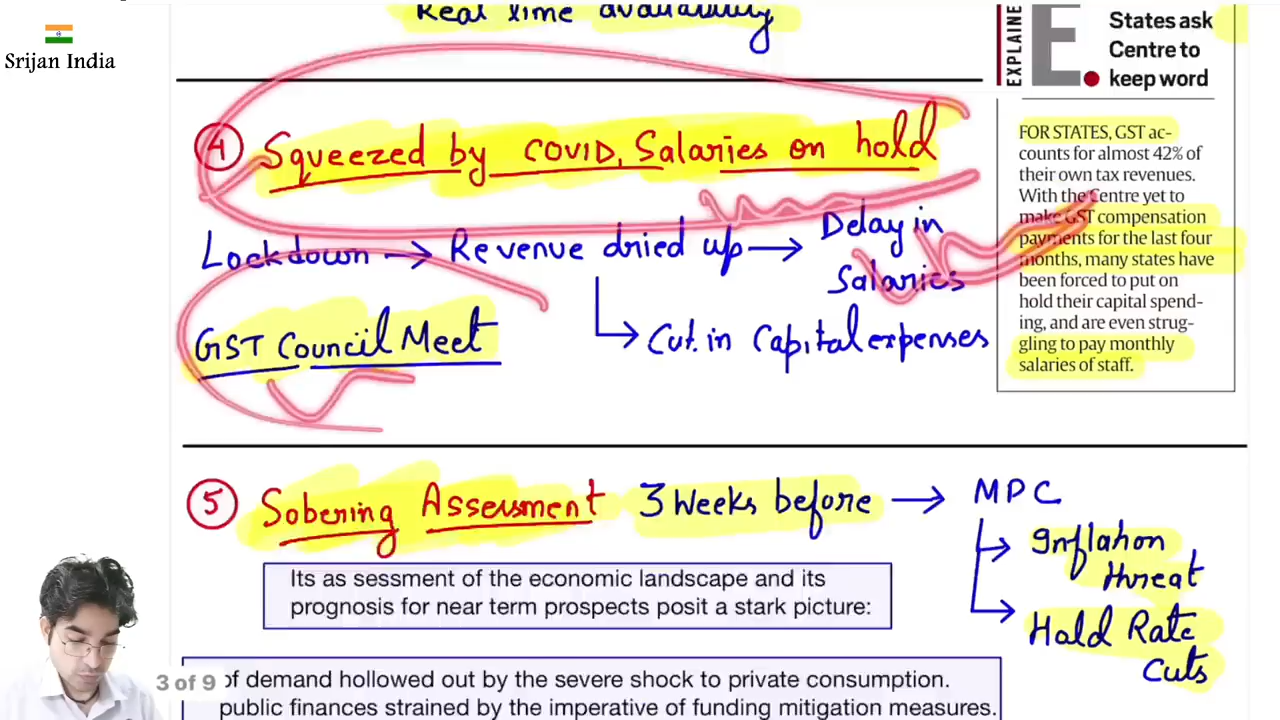 Real time availability
Srijan India
EXPLAINE
E.
States ask
Centre to
keep word
④ Squeezed by COVID, Salaries on hold
FOR STATES, GST ac-
counts for almost 42% of
their own tax revenues.
With the Centre yet to
make GST compensation
payments for the last four
months, many states have
been forced to put on
hold their capital spend-
ing, and are even strug-
gling to pay monthly
salaries of staff.
Lockdown → Revenue dried up → Delay in
Salaries
↳ Cut in Capital expenses
GST Council Meet
⑤ Sobering Assessment 3 Weeks before → MPC
→ Inflation
threat
→ Hold Rate
Cuts
Its as sessment of the economic landscape and its
prognosis for near term prospects posit a stark picture:
3 of 9
of demand hollowed out by the severe shock to private consumption.
public finances strained by the imperative of funding mitigation measures.